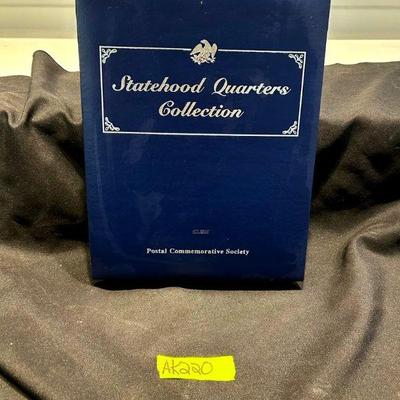 Statehood Quarters
Collection
Postal Commemorative Society
AK220